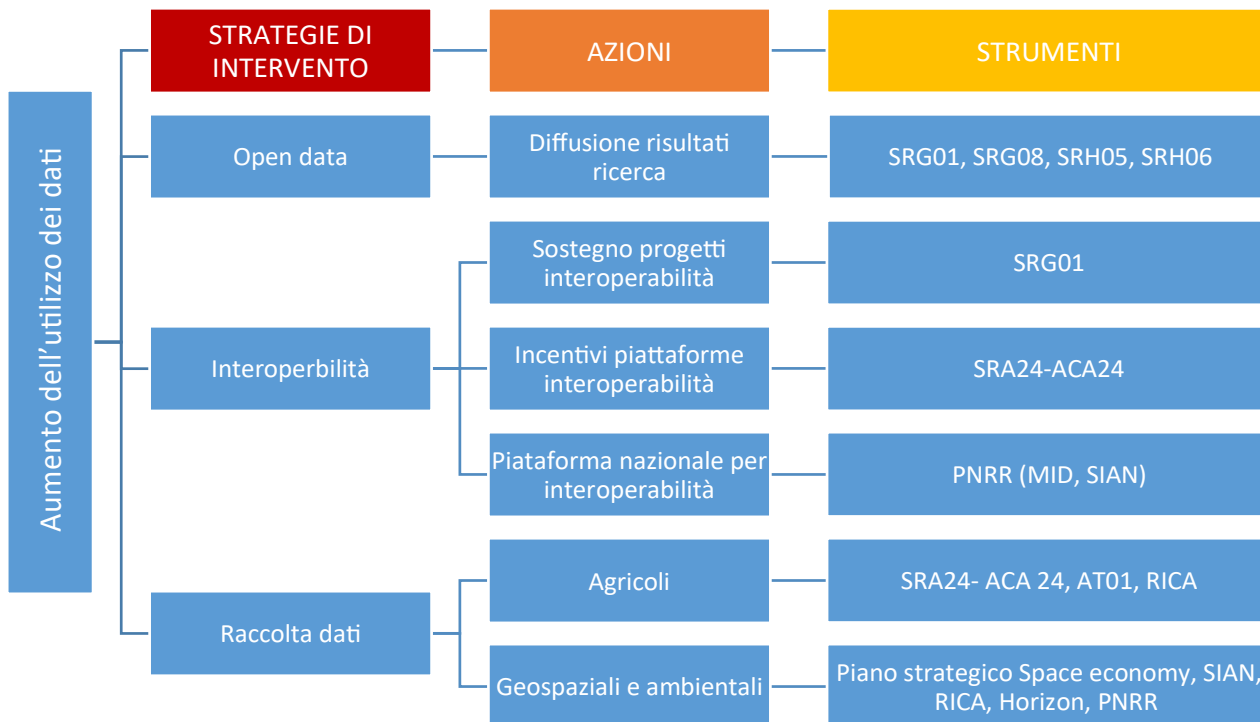 Aumento dell'utilizzo dei dati
STRATEGIE DI
INTERVENTO
AZIONI
STRUMENTI
Open data
Diffusione risultati
ricerca
SRG01, SRG08, SRH05, SRH06
Interoperbilità
Sostegno progetti
interoperabilità
SRG01
Incentivi piattaforme
interoperabilità
SRA24-ACA24
Piataforma nazionale per
interoperabilità
PNRR (MID, SIAN)
Raccolta dati
Agricoli
SRA24- ACA 24, AT01, RICA
Geospaziali e ambientali
Piano strategico Space economy, SIAN,
RICA, Horizon, PNRR